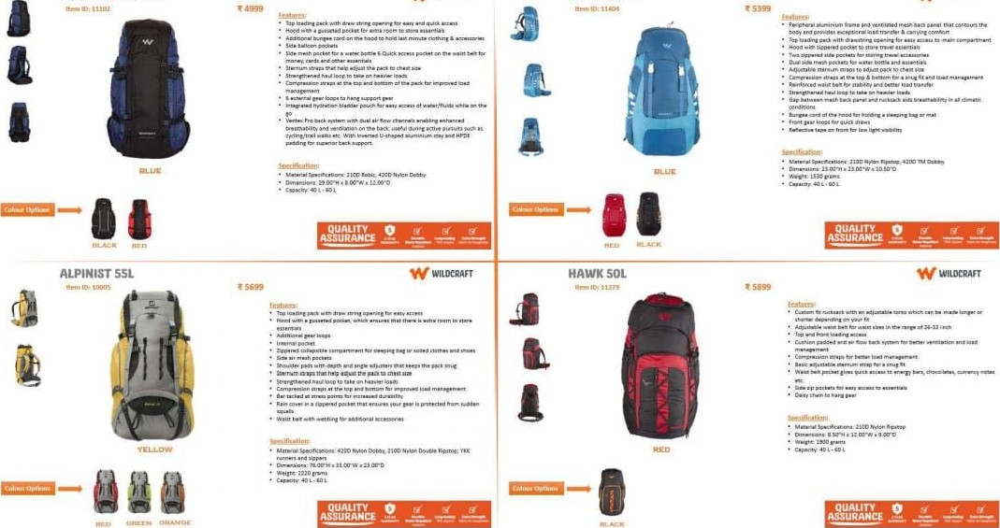 Item ID: 11102
₹ 4999
Features:
• Top loading pack with draw string opening for easy and quick access
• Hood with a gusseted pocket for extra room to store essentials
• Additional bungee cord on the hood to hold last minute clothing & accessories
• Side balloon pockets
• Side mesh pocket for a water bottle & Quick access pocket on the waist belt for
money, cards and other essentials
• Sternum straps that help adjust the pack to chest size
• Strengthened haul loop to take on heavier loads
• Compression straps at the top and bottom of the pack for improved load
management
• 6 external gear loops to hang support gear
• Integrated hydration bladder pouch for easy access of water/fluids while on the
go
• Ventex Pro back system with dual air flow channels enabling enhanced
breathability and ventilation on the back: useful during active pursuits such as
cycling/trail walks etc. With inverted U-shaped aluminium stay and HPDE
padding for superior back support.
Specification:
• Material Specifications: 210D Robic, 420D Nylon Dobby
• Dimensions: 29.00"H x 8.00"W x 12.00"D
• Capacity: 40 L - 60 L
BLUE
Colour Options
BLACK
RED
QUALITY
ASSURANCE
Item ID: 11404
₹ 5399
Features:
• Peripheral aluminium frame and ventilated mesh back panel that contours the
body and provides exceptional load transfer & carrying comfort
• Top loading pack with drawstring opening for easy access to main compartment
• Hood with zippered pocket to store essentials
• Two zippered side pockets for storing travel accessories
• Dual side mesh pockets for water bottle and essentials
• Adjustable sternum straps to adjust pack to chest size
• Compression straps at the top & bottom for a snug fit and load management
• Reinforced waist belt for stability and better load transfer
• Strengthened haul loop to take on heavier loads
• Gap between mesh back panel and rucksack aids breathability in all climatic
conditions
• Bungee cord of the hood for holding a sleeping bag or mat
• Front gear loops for quick draws
• Reflective tape on front for low light visibility
Specification:
• Material Specifications: 210D Nylon Ripstop, 420D TM Dobby
• Dimensions: 23.00"H x 23.00"W x 10.50"D
• Weight: 1530 grams
• Capacity: 40 L - 60 L
BLUE
Colour Options
RED
BLACK
QUALITY
ASSURANCE
ALPINIST 55L
WILDCRAFT
Item ID: 10005
₹ 5699
Features:
• Top loading pack with draw string opening for easy access
• Hood with a gusseted pocket, which ensures that there is extra room to store
essentials
• Additional gear loops
• Internal pocket
• Zippered collapsible compartment for sleeping bag or soiled clothes and shoes
• Side air mesh pockets
• Shoulder pads with depth and angle adjusters that keeps the pack snug
• Sternum straps that help adjust the pack to chest size
• Strengthened haul loop to take on heavier loads
• Compression straps at the top and bottom for improved load management
• Bar tacked at stress points for increased durability
• Rain cover in a zippered pocket that ensures your gear is protected from sudden
squalls
• Waist belt with webbing for additional accessories
Specification:
• Material Specifications: 420D Nylon Dobby, 210D Nylon Double Ripstop; YKK
runners and zippers
• Dimensions: 76.00"H x 33.00"W x 23.00"D
• Weight: 2220 grams
• Capacity: 40 L - 60 L
YELLOW
Colour Options
RED
GREEN
ORANGE
QUALITY
ASSURANCE
HAWK 50L
WILDCRAFT
Item ID: 11279
₹ 5899
Features:
• Custom fit rucksack with an adjustable torso which can be made longer or
shorter depending on your fit
• Adjustable waist belt for waist sizes in the range of 26-32 inch
• Top and front loading access
• Cushion padded and air flow back system for better ventilation and load
management
• Compression straps for better load management
• Basic adjustable sternum strap for a snug fit
• Waist belt pocket gives quick access to energy bars, chocolates, currency notes
etc.
• Side zip pockets for easy access to essentials
• Daisy chain to hang gear
Specification:
• Material Specifications: 210D Nylon Ripstop
• Dimensions: 8.50"H x 12.00"W x 9.00"D
• Weight: 1900 grams
• Capacity: 40 L - 60 L
RED
Colour Options
BLACK
QUALITY
ASSURANCE